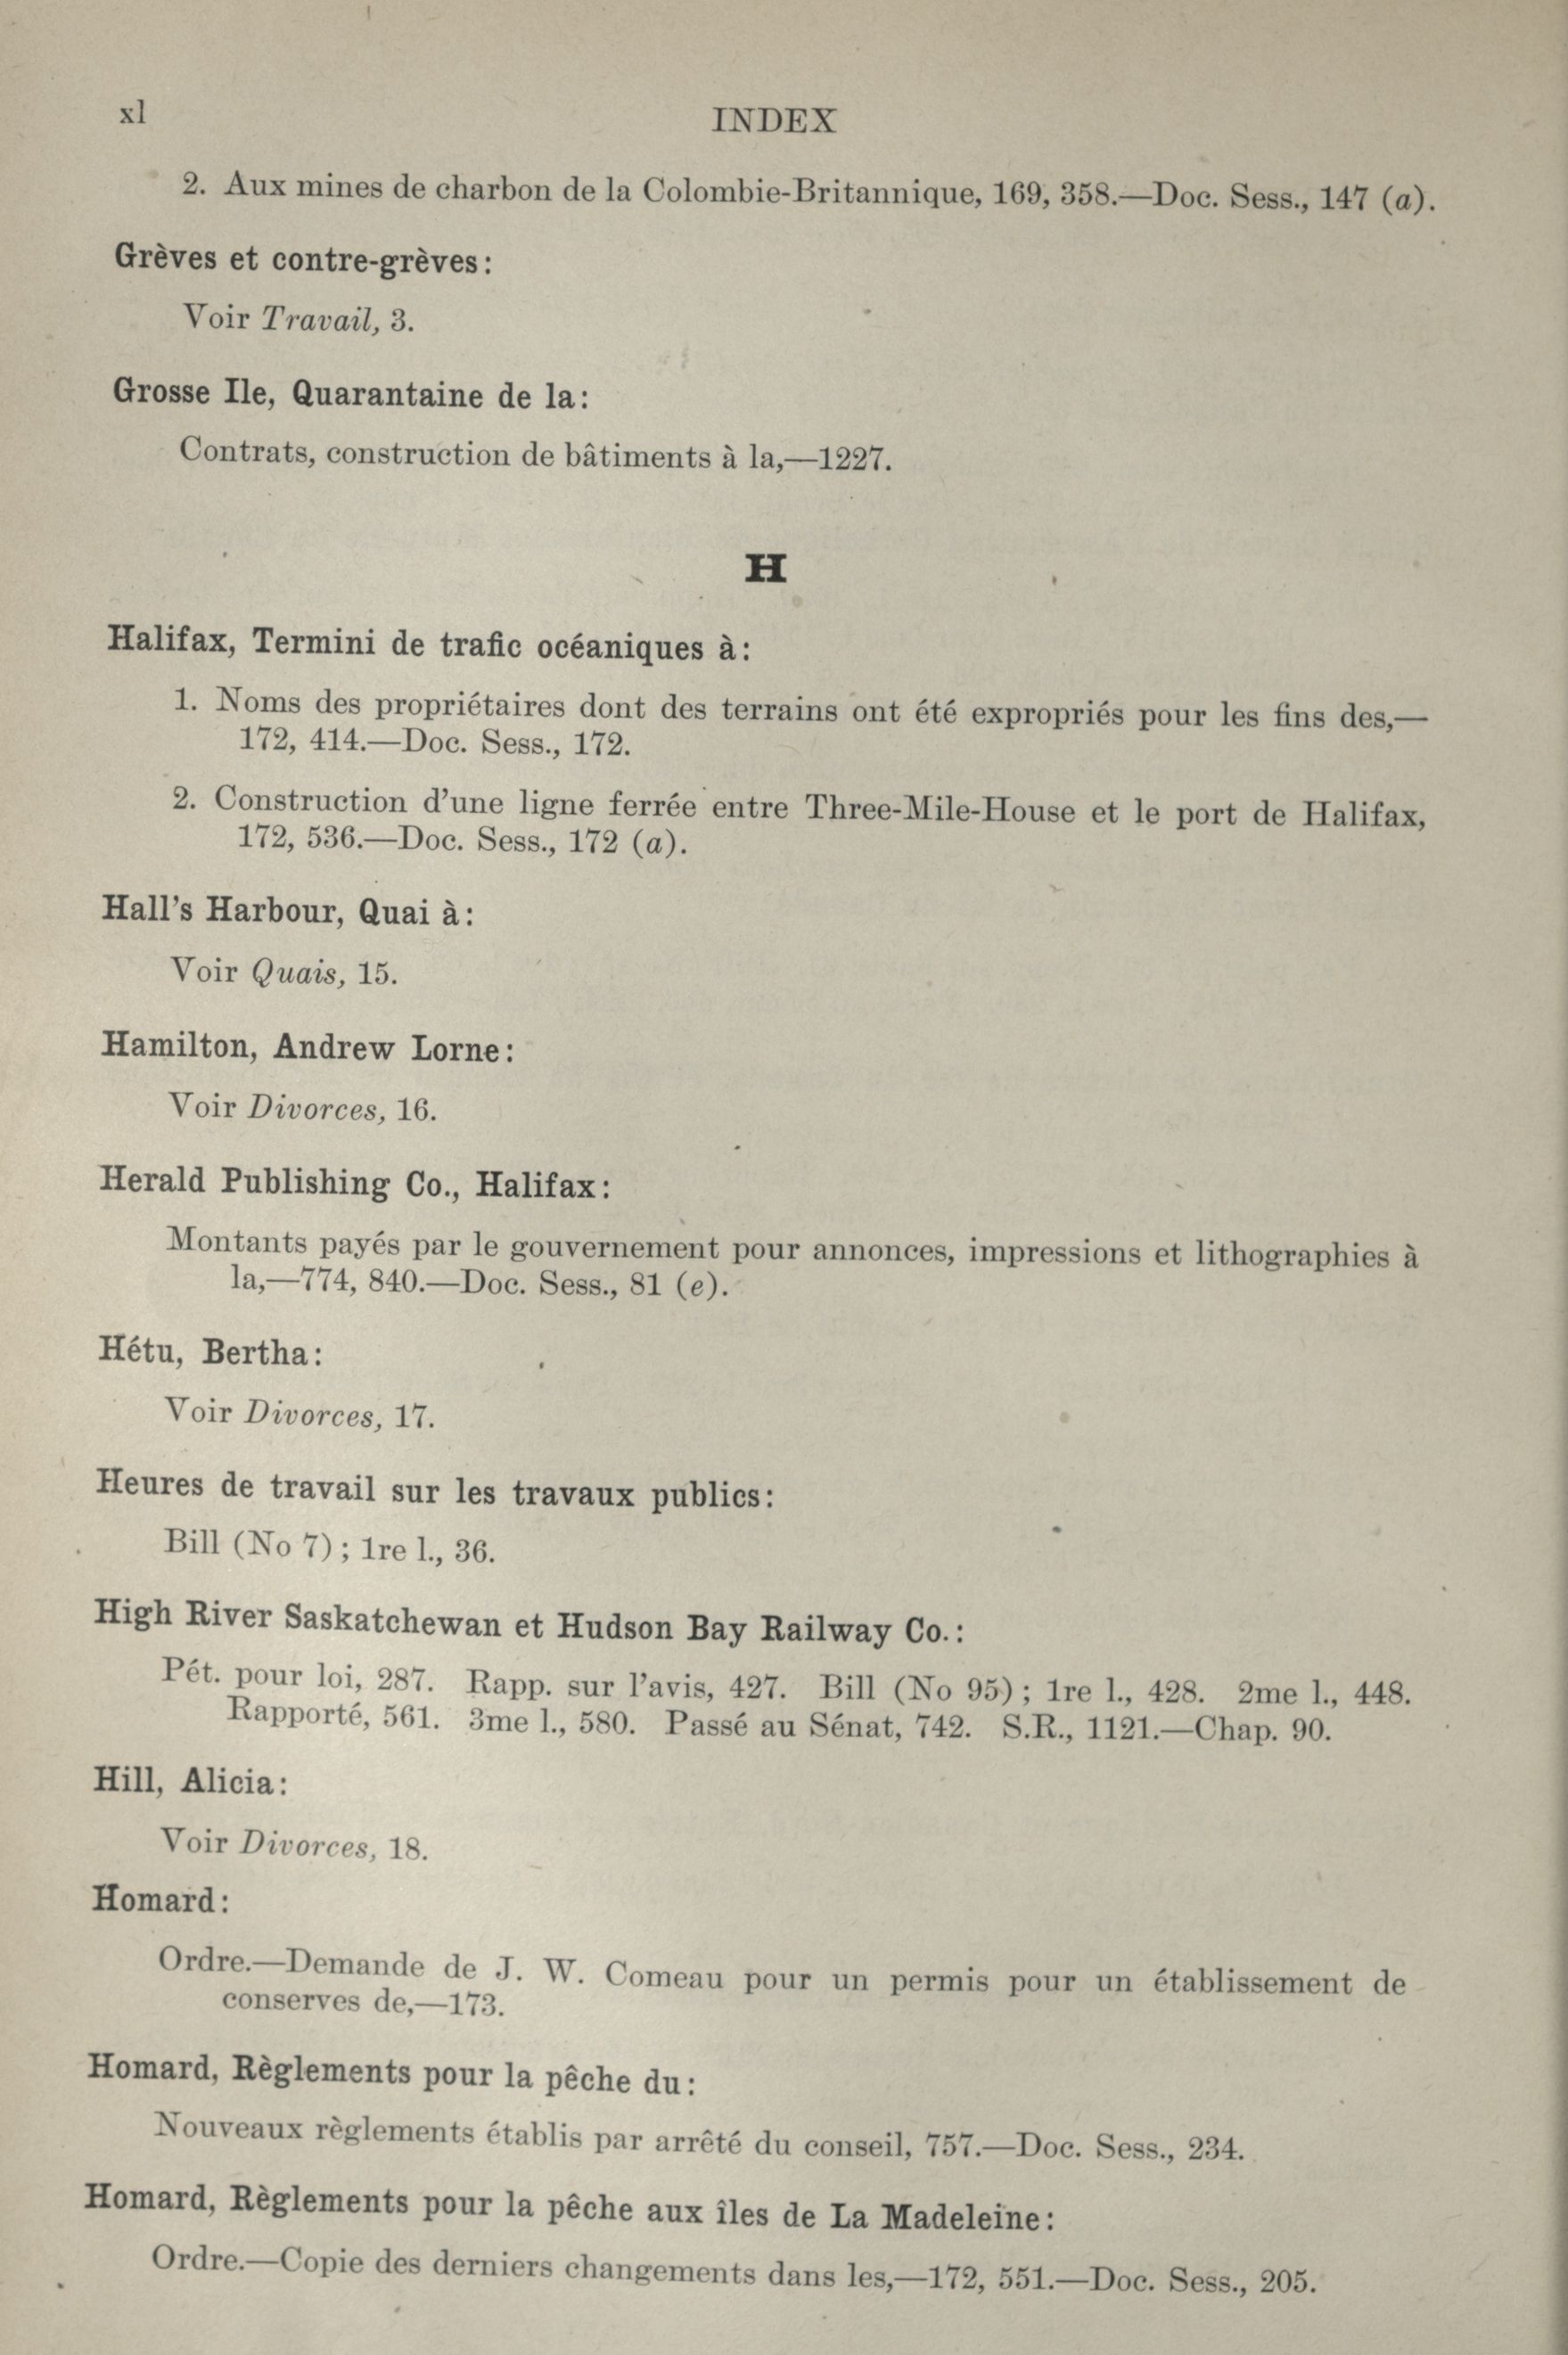 xl
INDEX
2. Aux mines de charbon de la Colombie-Britannique, 169, 358.—Doc. Sess., 147 (a).
Grèves et contre-grèves:
Voir Travail, 3.
Grosse Ile, Quarantaine de la:
Contrats, construction de bâtiments à la,—1227.
H
Halifax, Termini de trafic océaniques à:
1. Noms des propriétaires dont des terrains ont été expropriés pour les fins des,—
172, 414.—Doc. Sess., 172.
2. Construction d'une ligne ferrée entre Three-Mile-House et le port de Halifax,
172, 536.—Doc. Sess., 172 (a).
Hall's Harbour, Quai à:
Voir Quais, 15.
Hamilton, Andrew Lorne:
Voir Divorces, 16.
Herald Publishing Co., Halifax:
Montants payés par le gouvernement pour annonces, impressions et lithographies à
la,—774, 840.—Doc. Sess., 81 (e).
Hétu, Bertha:
Voir Divorces, 17.
Heures de travail sur les travaux publics:
Bill (No 7); 1re l., 36.
High River Saskatchewan et Hudson Bay Railway Co.:
Pét. pour loi, 287. Rapp. sur l'avis, 427. Bill (No 95); 1re l., 428. 2me l., 448.
Rapporté, 561. 3me l., 580. Passé au Sénat, 742. S.R., 1121.—Chap. 90.
Hill, Alicia:
Voir Divorces, 18.
Homard:
Ordre.—Demande de J. W. Comeau pour un permis pour un établissement de
conserves de,—173.
Homard, Règlements pour la pêche du:
Nouveaux règlements établis par arrêté du conseil, 757.—Doc. Sess., 234.
Homard, Règlements pour la pêche aux îles de La Madeleine:
Ordre.—Copie des derniers changements dans les,—172, 551.—Doc. Sess., 205.